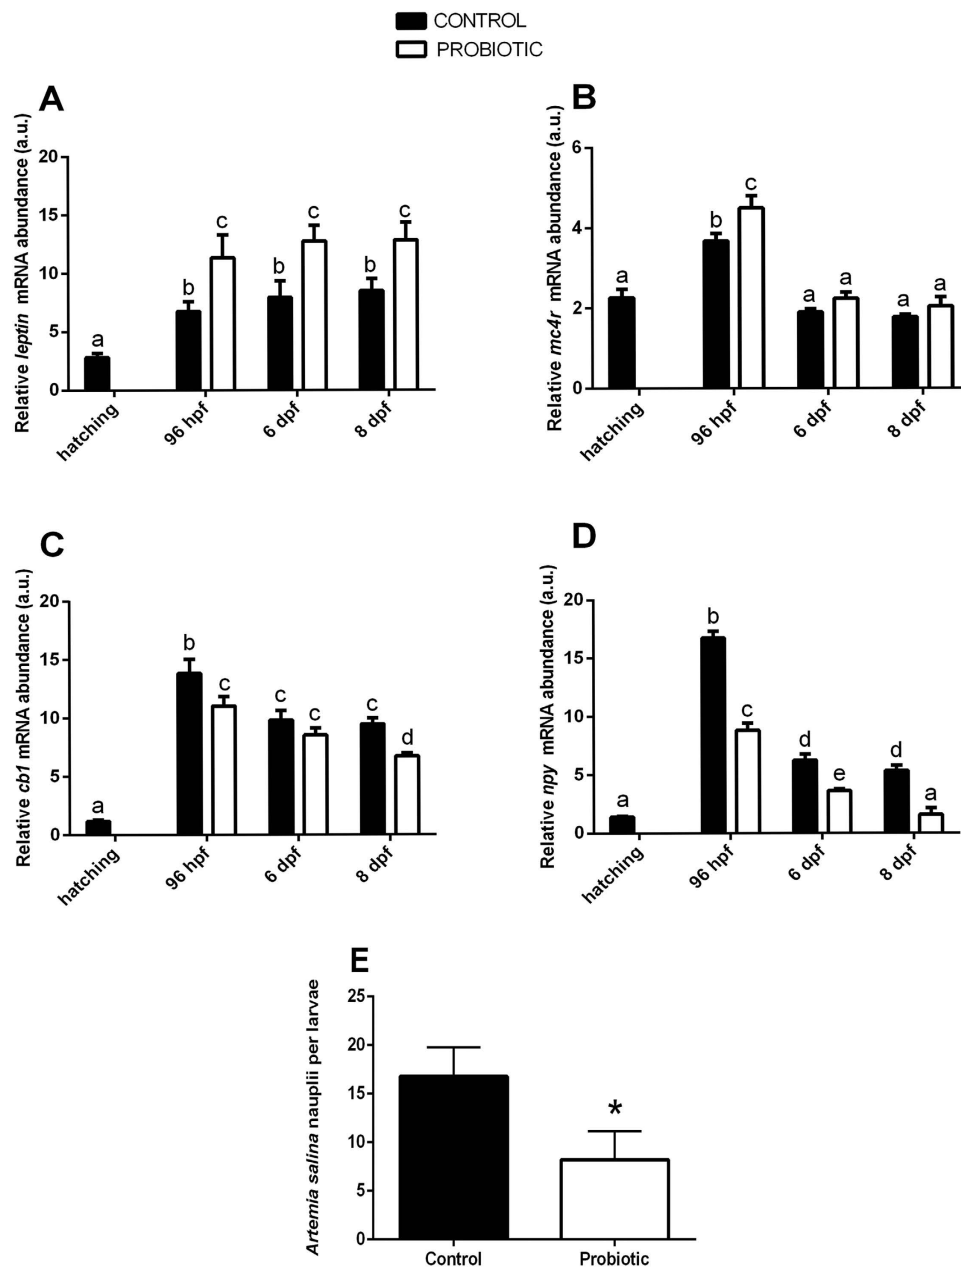 CONTROL
PROBIOTIC
A
Relative leptin mRNA abundance (a.u.)
20
15
10
5
0
a
b
c
b
c
b
c
hatching
96 hpf
6 dpf
8 dpf
B
Relative mc4r mRNA abundance (a.u.)
6
4
2
0
a
b
c
a
a
a
a
hatching
96 hpf
6 dpf
8 dpf
C
Relative cb1 mRNA abundance (a.u.)
20
15
10
5
0
a
b
c
c
c
c
d
hatching
96 hpf
6 dpf
8 dpf
D
Relative npy mRNA abundance (a.u.)
20
15
10
5
0
a
b
c
d
e
d
a
hatching
96 hpf
6 dpf
8 dpf
E
Artemia salina nauplii per larvae
25
20
15
10
5
0
*
Control
Probiotic